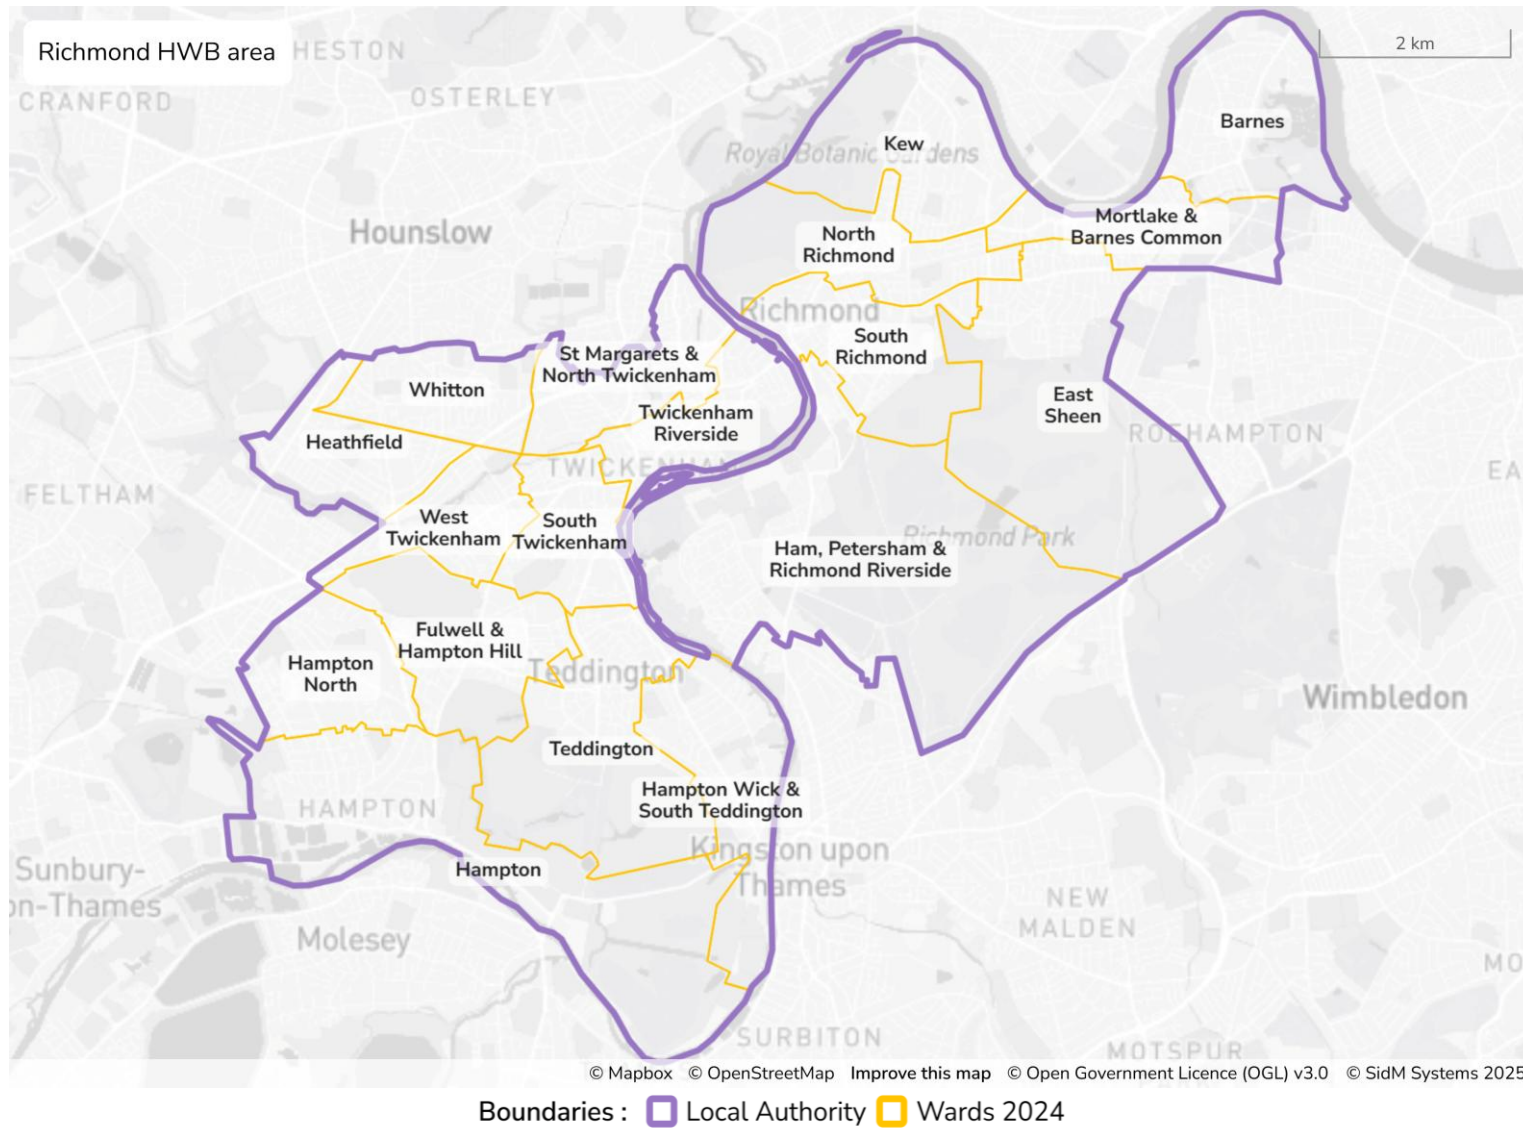 Richmond HWB area
HESTON
2 km
CRANFORD
OSTERLEY
Barnes
Kew
Royal Botanic Gardens
Hounslow
Mortlake &
Barnes Common
North
Richmond
Richmond
South
Richmond
St Margarets &
North Twickenham
Whitton
East
Sheen
Twickenham
Riverside
ROEHAMPTON
Heathfield
TWICKENHAM
EA
FELTHAM
West
Twickenham
South
Twickenham
Richmond Park
Ham, Petersham &
Richmond Riverside
Fulwell &
Hampton Hill
Hampton
North
Teddington
Wimbledon
Teddington
Hampton Wick &
South Teddington
HAMPTON
Kingston upon
Thames
Sunbury-
on-Thames
Hampton
NEW
MALDEN
Molesey
MO
SURBITON
MOTSPUR
© Mapbox © OpenStreetMap Improve this map © Open Government Licence (OGL) v3.0 © SidM Systems 2025
Boundaries : Local Authority Wards 2024